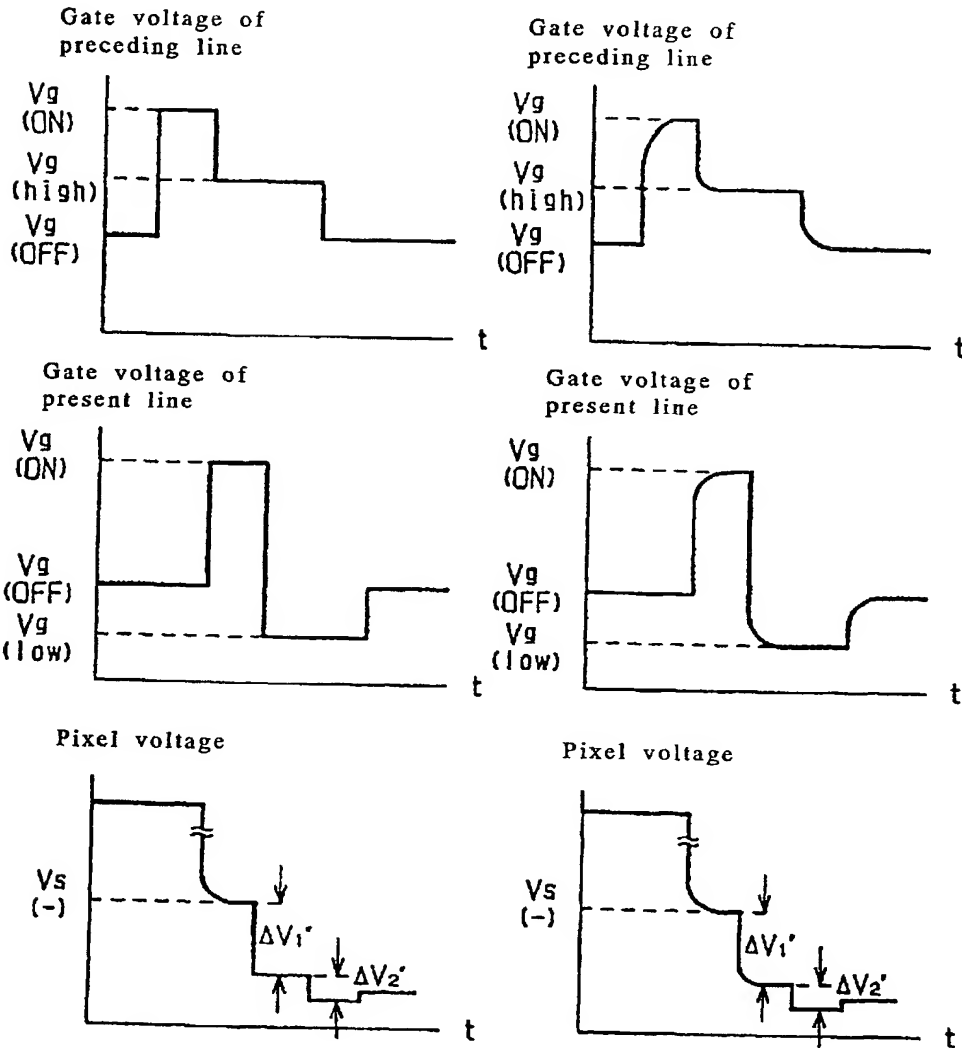 Gate voltage of
preceding line
Vg
(ON)
Vg
(high)
Vg
(OFF)
t
Gate voltage of
preceding line
Vg
(ON)
Vg
(high)
Vg
(OFF)
t
Gate voltage of
present line
Vg
(ON)
Vg
(OFF)
Vg
(low)
t
Gate voltage of
present line
Vg
(ON)
Vg
(OFF)
Vg
(low)
t
Pixel voltage
Vs
(-)
ΔV1'
ΔV2'
t
Pixel voltage
Vs
(-)
ΔV1'
ΔV2'
t